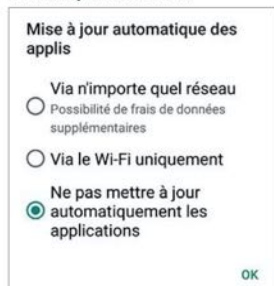 Mise à jour automatique des
applis
Via n'importe quel réseau
Possibilité de frais de données
supplémentaires
Via le Wi-Fi uniquement
Ne pas mettre à jour
automatiquement les
applications
OK